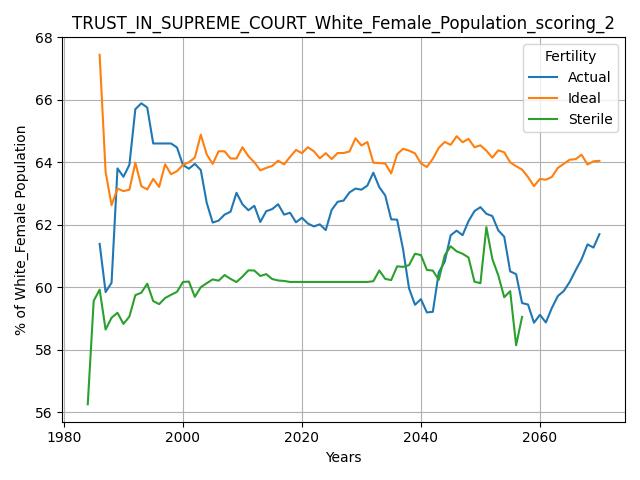 TRUST_IN_SUPREME_COURT_White_Female_Population_scoring_2
Fertility
Actual
Ideal
Sterile
% of White_Female Population
68
66
64
62
60
58
56
1980
2000
2020
2040
2060
Years